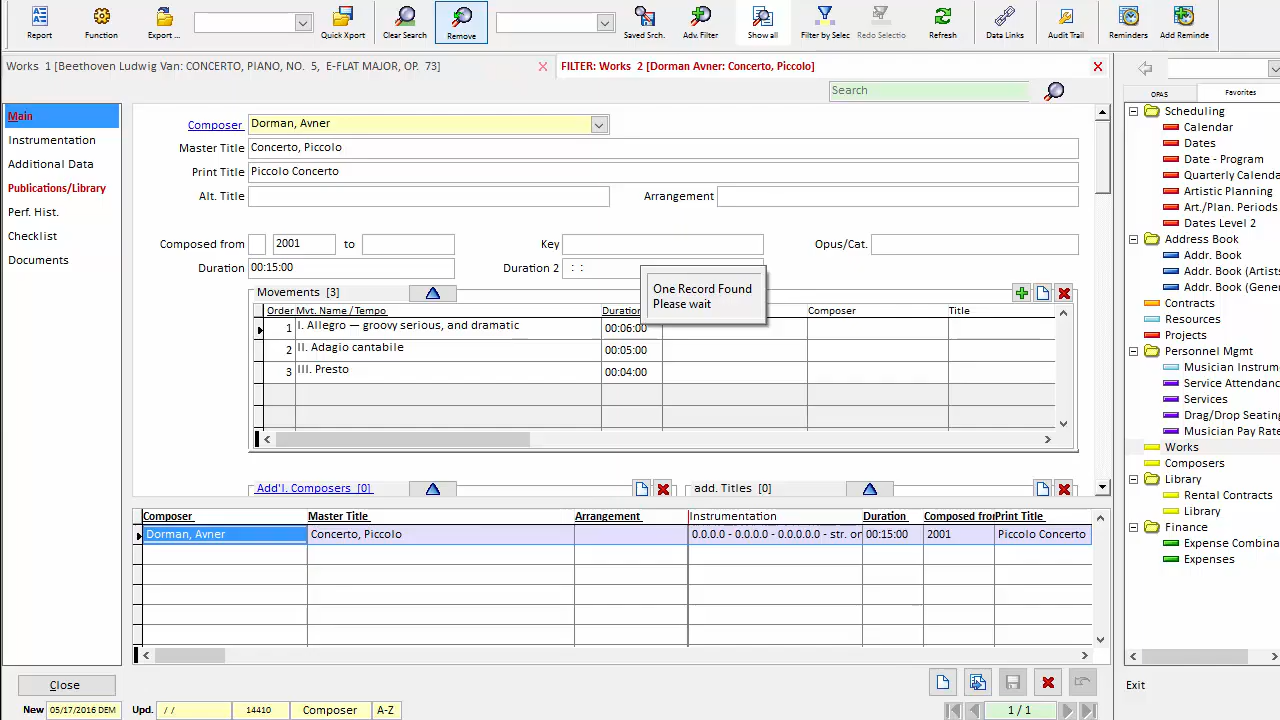 Report
Function
Export ...
Quick Xport
Clear Search
Remove
Saved Srch.
Adv. Filter
Show all
Filter by Selec
Redo Selectio
Refresh
Data Links
Audit Trail
Reminders
Add Reminde
Works 1 [Beethoven Ludwig Van: CONCERTO, PIANO, NO. 5, E-FLAT MAJOR, OP. 73]
FILTER: Works 2 [Dorman Avner: Concerto, Piccolo]
Search
Main
Instrumentation
Additional Data
Publications/Library
Perf. Hist.
Checklist
Documents
Composer Dorman, Avner
Master Title Concerto, Piccolo
Print Title Piccolo Concerto
Alt. Title Arrangement
Composed from 2001 to Key Opus/Cat.
Duration 00:15:00 Duration 2 : :
One Record Found
Please wait
Movements [3]
Order Mvt. Name / Tempo Duration Composer Title
1 I. Allegro — groovy serious, and dramatic 00:06:00
2 II. Adagio cantabile 00:05:00
3 III. Presto 00:04:00
Add'l. Composers [0] add. Titles [0]
Composer Master Title Arrangement Instrumentation Duration Composed from Print Title
Dorman, Avner Concerto, Piccolo 0.0.0.0 - 0.0.0.0 - 0.0.0.0.0 - str. or 00:15:00 2001 Piccolo Concerto
Close
New 05/17/2016 DEM Upd. / / 14410 Composer A-Z
1 / 1
OPAS Favorites
Scheduling
Calendar
Dates
Date - Program
Quarterly Calenda
Artistic Planning
Art./Plan. Periods
Dates Level 2
Address Book
Addr. Book
Addr. Book (Artists
Addr. Book (Gener
Contracts
Resources
Projects
Personnel Mgmt
Musician Instrum
Service Attendanc
Services
Drag/Drop Seating
Musician Pay Rate
Works
Composers
Library
Rental Contracts
Library
Finance
Expense Combina
Expenses
Exit